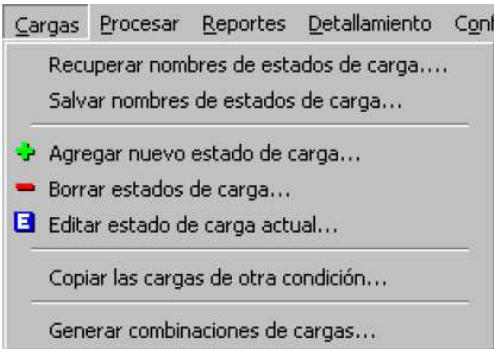 Cargas Procesar Reportes Detallamiento Conf
Recuperar nombres de estados de carga....
Salvar nombres de estados de carga...
Agregar nuevo estado de carga...
Borrar estados de carga...
E Editar estado de carga actual...
Copiar las cargas de otra condición...
Generar combinaciones de cargas...